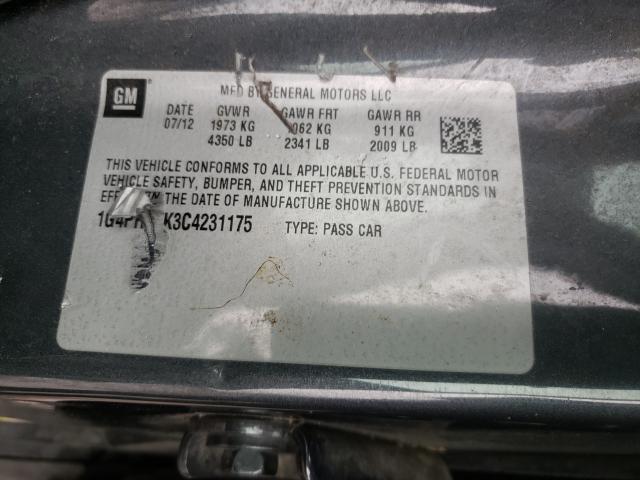 GM
MFD BY GENERAL MOTORS LLC
DATE GVWR GAWR FRT GAWR RR
07/12 1973 KG 1062 KG 911 KG
4350 LB 2341 LB 2009 LB
THIS VEHICLE CONFORMS TO ALL APPLICABLE U.S. FEDERAL MOTOR
VEHICLE SAFETY, BUMPER, AND THEFT PREVENTION STANDARDS IN
EFFECT ON THE DATE OF MANUFACTURE SHOWN ABOVE.
K3C4231175 TYPE: PASS CAR